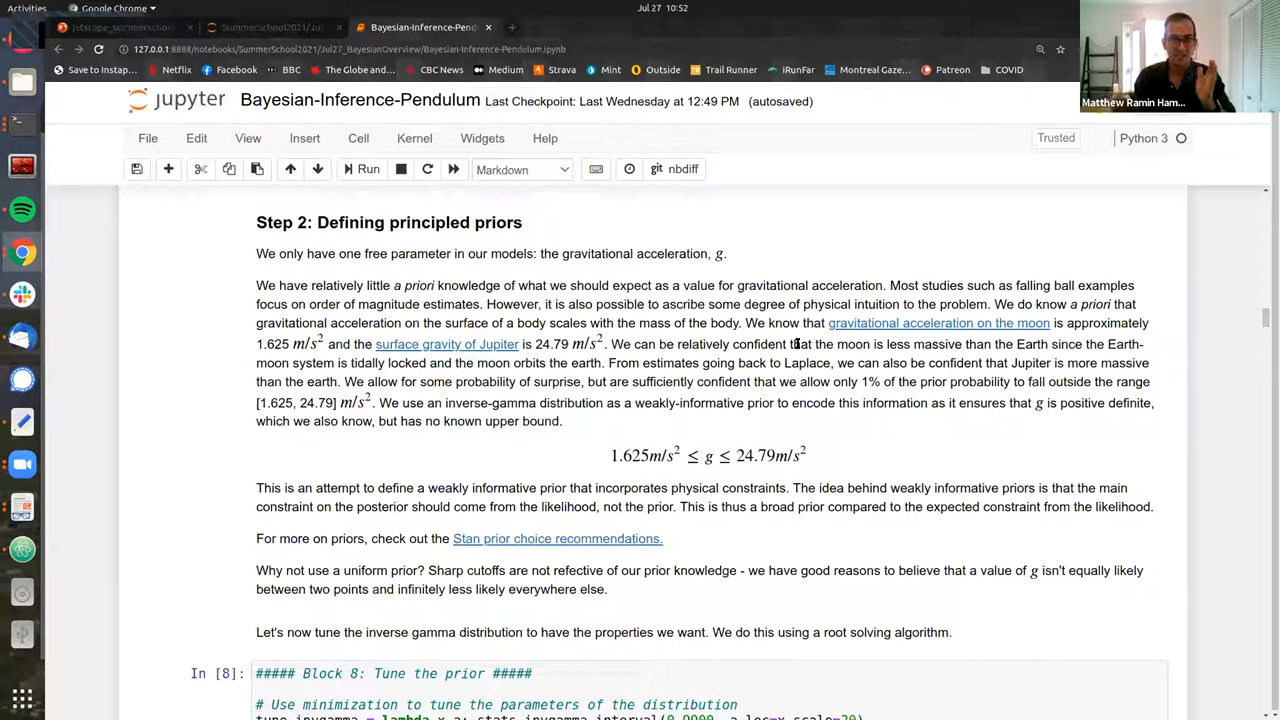 Activities
Google Chrome
Jul 27 10:52
jetscape_summerschool
SummerSchool2021/Jul
Bayesian-Inference-Pend
127.0.0.1:8888/notebooks/SummerSchool2021/Jul27_BayesianOverview/Bayesian-Inference-Pendulum.ipynb
Save to Instap... Netflix Facebook BBC The Globe and... CBC News Medium Strava Mint Outside Trail Runner iRunFar Montreal Gaze... Patreon COVID
Matthew Ramin Ham...
jupyter Bayesian-Inference-Pendulum Last Checkpoint: Last Wednesday at 12:49 PM (autosaved)
File Edit View Insert Cell Kernel Widgets Help Trusted Python 3
Run Markdown git nbdiff
Step 2: Defining principled priors
We only have one free parameter in our models: the gravitational acceleration, g.
We have relatively little a priori knowledge of what we should expect as a value for gravitational acceleration. Most studies such as falling ball examples
focus on order of magnitude estimates. However, it is also possible to ascribe some degree of physical intuition to the problem. We do know a priori that
gravitational acceleration on the surface of a body scales with the mass of the body. We know that gravitational acceleration on the moon is approximately
1.625 m/s² and the surface gravity of Jupiter is 24.79 m/s². We can be relatively confident that the moon is less massive than the Earth since the Earth-
moon system is tidally locked and the moon orbits the earth. From estimates going back to Laplace, we can also be confident that Jupiter is more massive
than the earth. We allow for some probability of surprise, but are sufficiently confident that we allow only 1% of the prior probability to fall outside the range
[1.625, 24.79] m/s². We use an inverse-gamma distribution as a weakly-informative prior to encode this information as it ensures that g is positive definite,
which we also know, but has no known upper bound.
1.625m/s² ≤ g ≤ 24.79m/s²
This is an attempt to define a weakly informative prior that incorporates physical constraints. The idea behind weakly informative priors is that the main
constraint on the posterior should come from the likelihood, not the prior. This is thus a broad prior compared to the expected constraint from the likelihood.
For more on priors, check out the Stan prior choice recommendations.
Why not use a uniform prior? Sharp cutoffs are not refective of our prior knowledge - we have good reasons to believe that a value of g isn't equally likely
between two points and infinitely less likely everywhere else.
Let's now tune the inverse gamma distribution to have the properties we want. We do this using a root solving algorithm.
In [8]: ##### Block 8: Tune the prior #####
# Use minimization to tune the parameters of the distribution
tune_invgamma = lambda x,a: stats.invgamma.interval(0.9900, a,loc=x,scale=20)